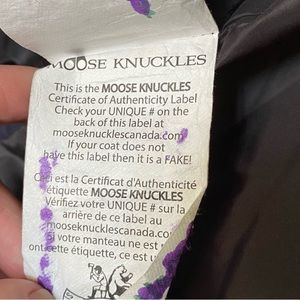 MOOSE KNUCKLES
This is the MOOSE KNUCKLES
Certificate of Authenticity Label
Check your UNIQUE # on the
back of this label at
mooseknucklescanada.com
If your coat does not
have this label then it is a FAKE!
Ceci est la Certificat d'Authenticité
étiquette MOOSE KNUCKLES
Vérifiez votre UNIQUE # sur la
arrière de ce label au
mooseknucklescanada.com
Si votre manteau ne est
ont cette étiquette, ce est